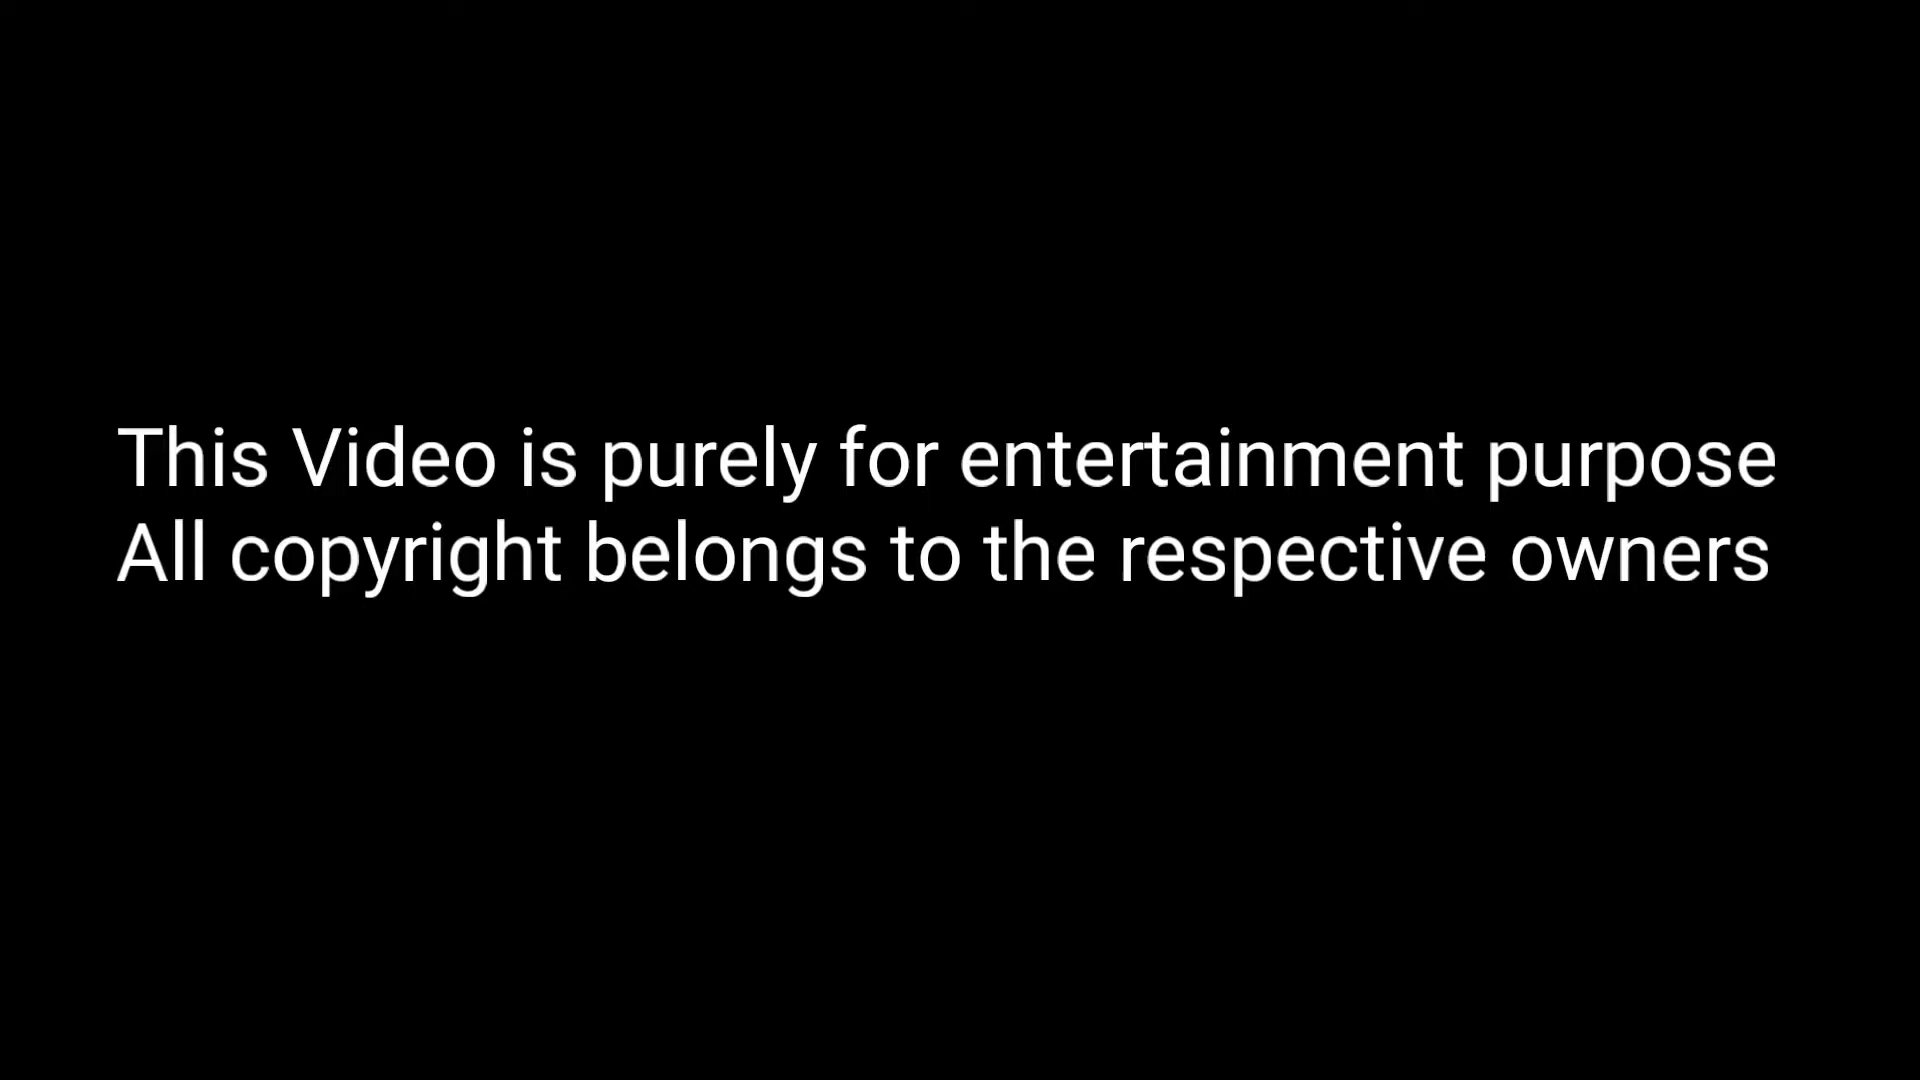 This Video is purely for entertainment purpose
All copyright belongs to the respective owners